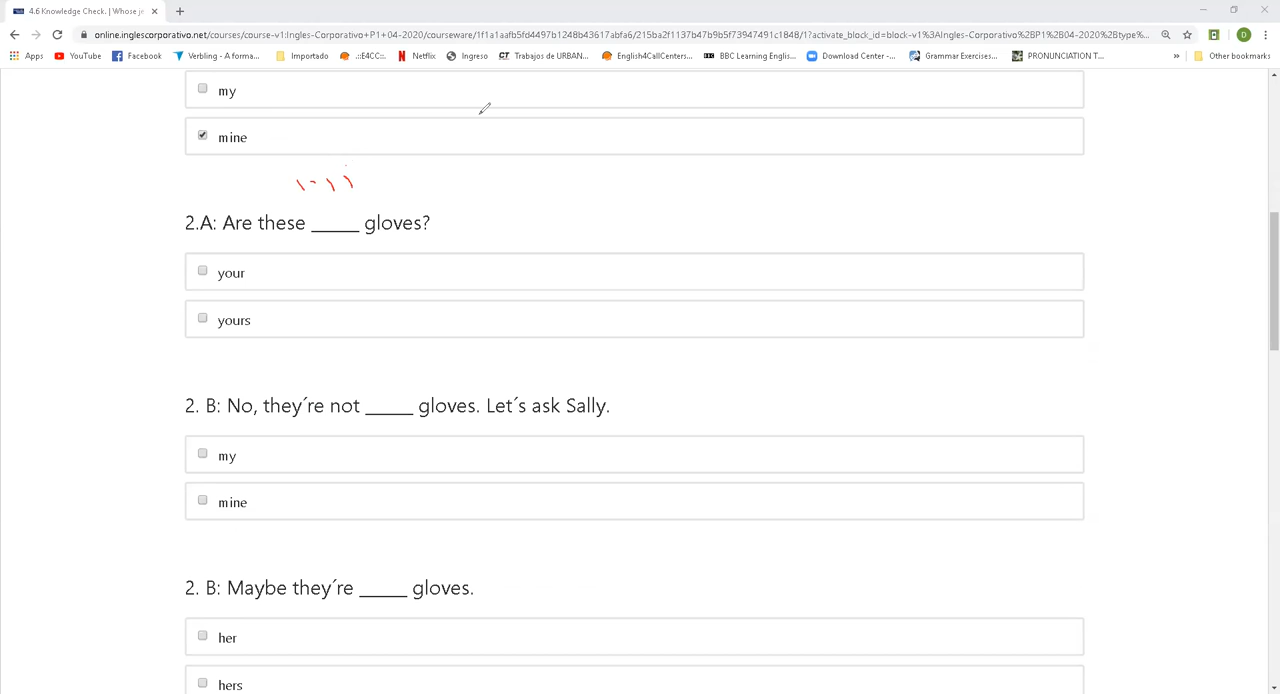 4.6 Knowledge Check. | Whose je
online.inglescorporativo.net/courses/course-v1:Ingles-Corporativo+P1+04-2020/courseware/1f1a1aafb5fd4497b1248b43617abfa6/215ba2f1137b47b9b5f73947491c1848/1?activate_block_id=block-v1%3AIngles-Corporativo%2BP1%2B04-2020%2Btype%...
Apps YouTube Facebook Verbling - A forma... Importado .::E4CC::. Netflix Ingreso Trabajos de URBAN... English4CallCenters... BBC Learning Englis... Download Center -... Grammar Exercises... PRONUNCIATION T... » Other bookmarks
my
mine
2.A: Are these _____ gloves?
your
yours
2. B: No, they´re not _____ gloves. Let´s ask Sally.
my
mine
2. B: Maybe they´re _____ gloves.
her
hers